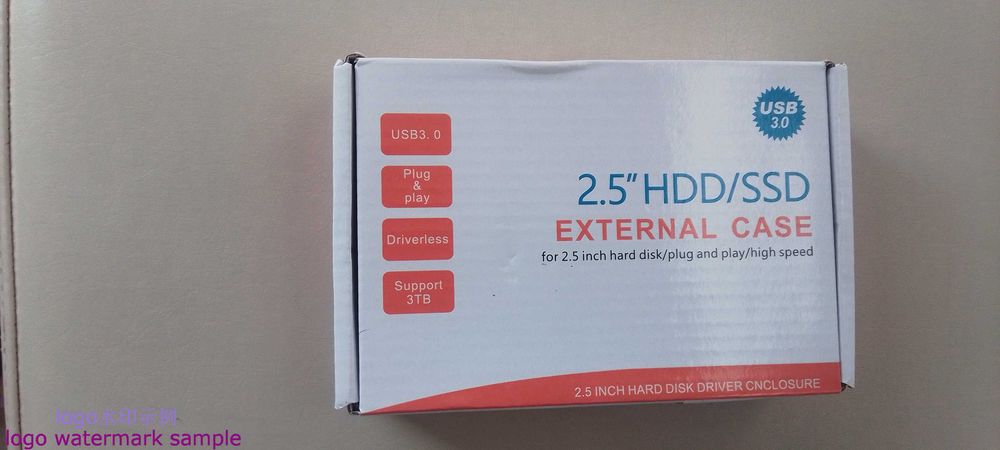 USB
3.0
USB3. 0
Plug
&
play
Driverless
Support
3TB
2.5" HDD/SSD
EXTERNAL CASE
for 2.5 inch hard disk/plug and play/high speed
2.5 INCH HARD DISK DRIVER CNCLOSURE
logo水印示例
logo watermark sample